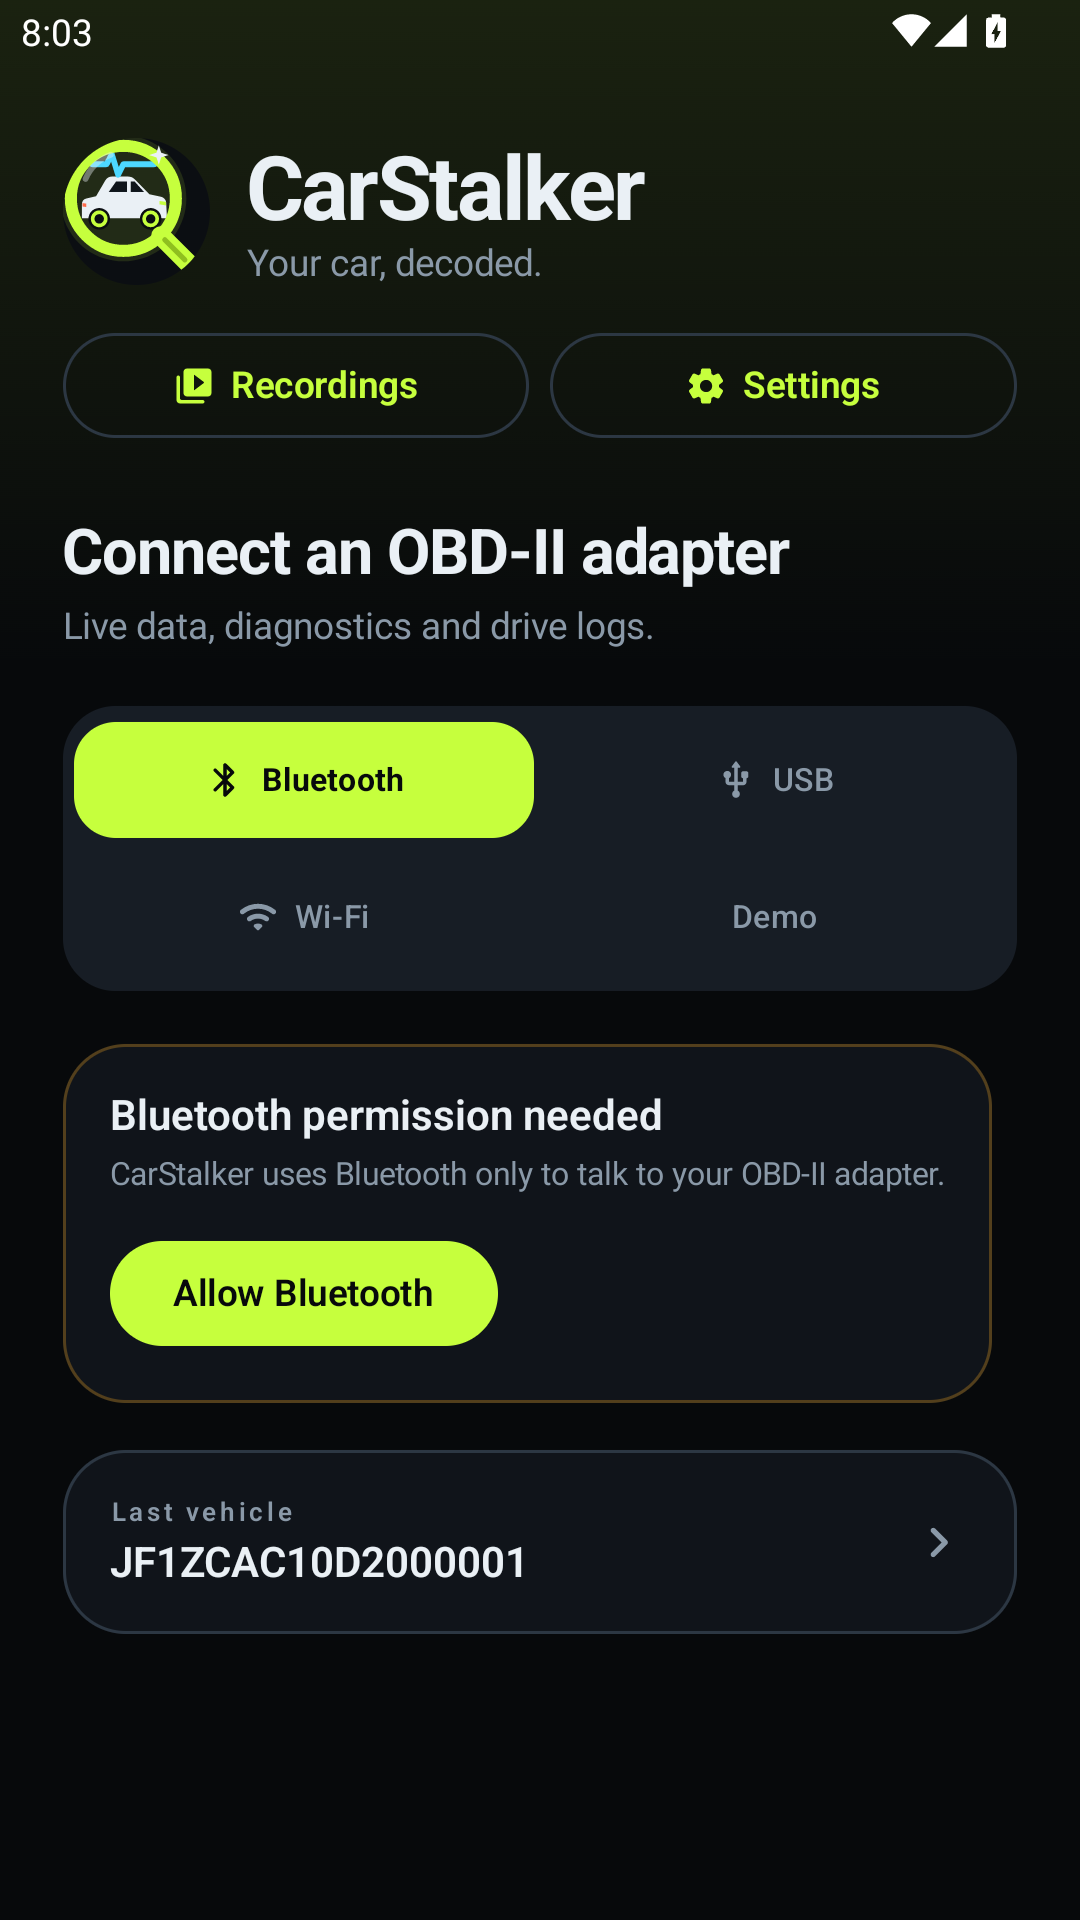 8:03
CarStalker
Your car, decoded.
Recordings
Settings
Connect an OBD-II adapter
Live data, diagnostics and drive logs.
Bluetooth
USB
Wi-Fi
Demo
Bluetooth permission needed
CarStalker uses Bluetooth only to talk to your OBD-II adapter.
Allow Bluetooth
Last vehicle
JF1ZCAC10D2000001